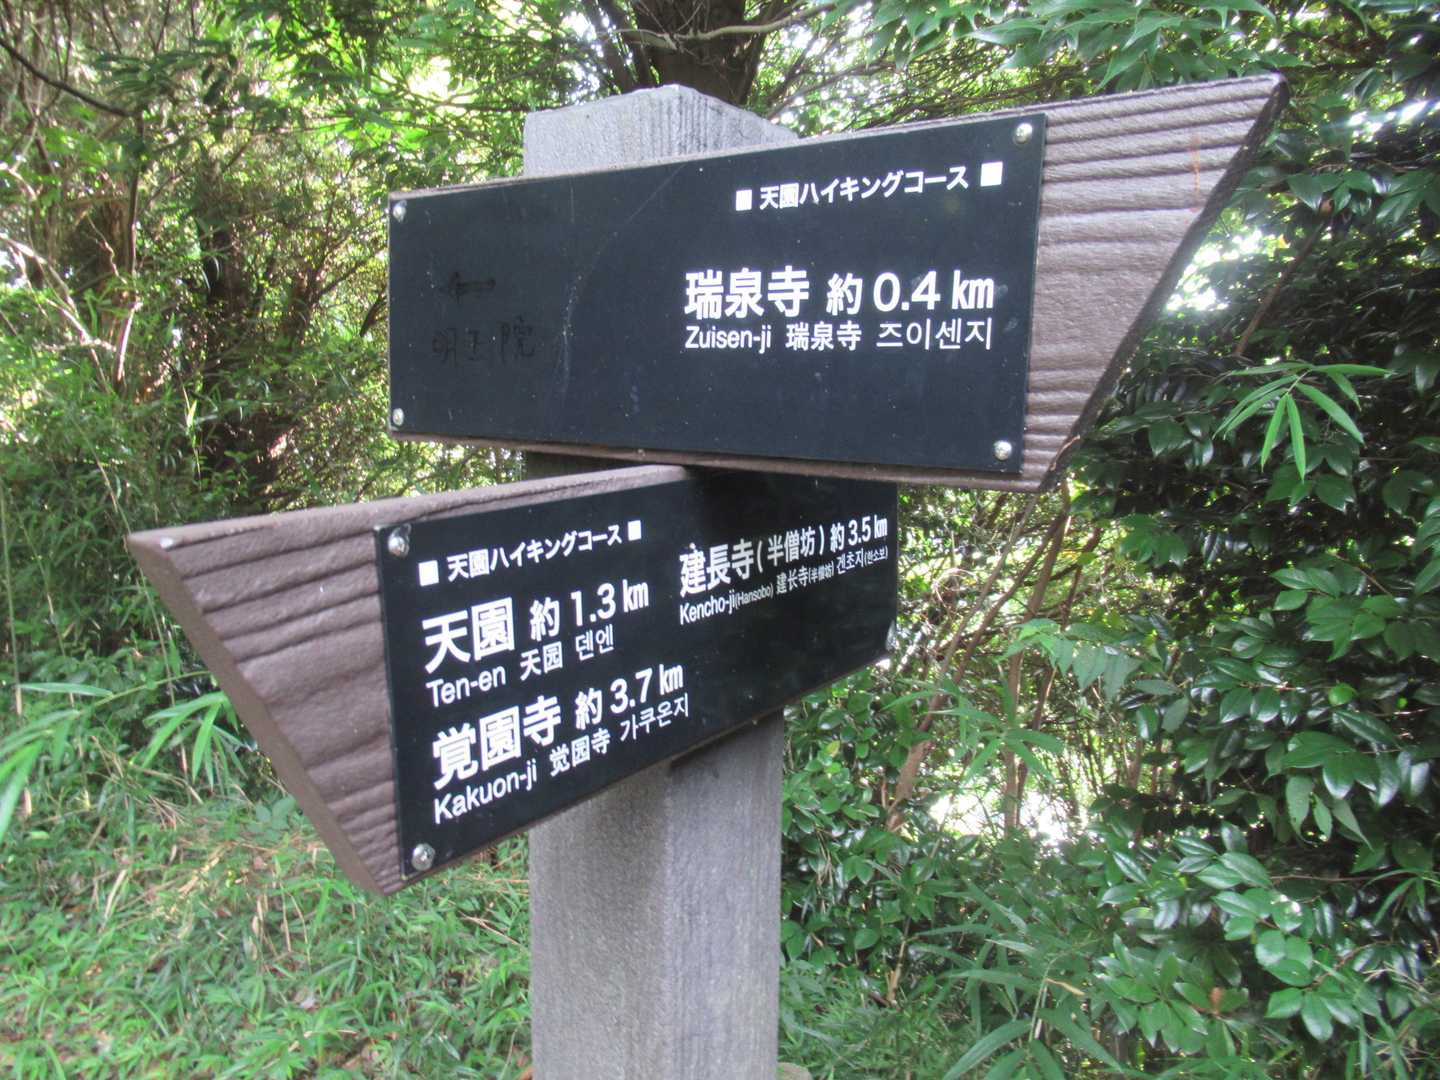 ■ 天園ハイキングコース ■
瑞泉寺 約 0.4 km
Zuisen-ji 瑞泉寺 즈이센지
←
明王院
■ 天園ハイキングコース ■
天園 約 1.3 km
Ten-en 天园 덴엔
覚園寺 約 3.7 km
Kakuon-ji 觉园寺 가쿠온지
建長寺(半僧坊)約 3.5 km
Kencho-ji(Hansobo) 建长寺(半僧坊) 겐초지(한소보)